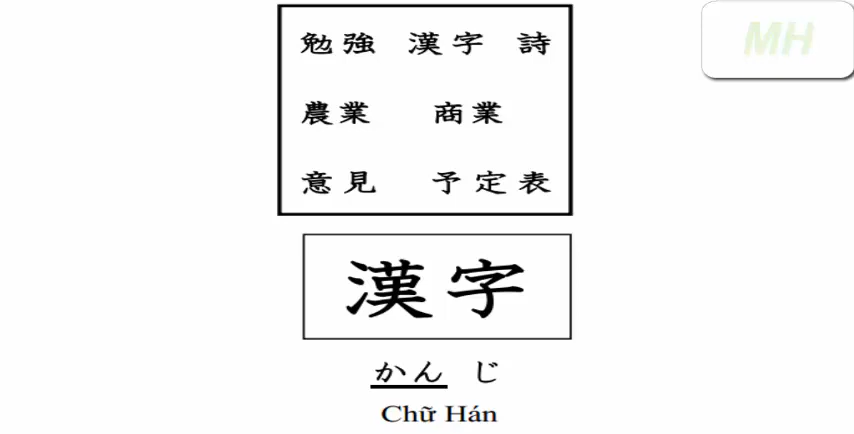 MH
勉強 漢字 詩
農業 商業
意見 予定表
漢字
かん じ
Chữ Hán